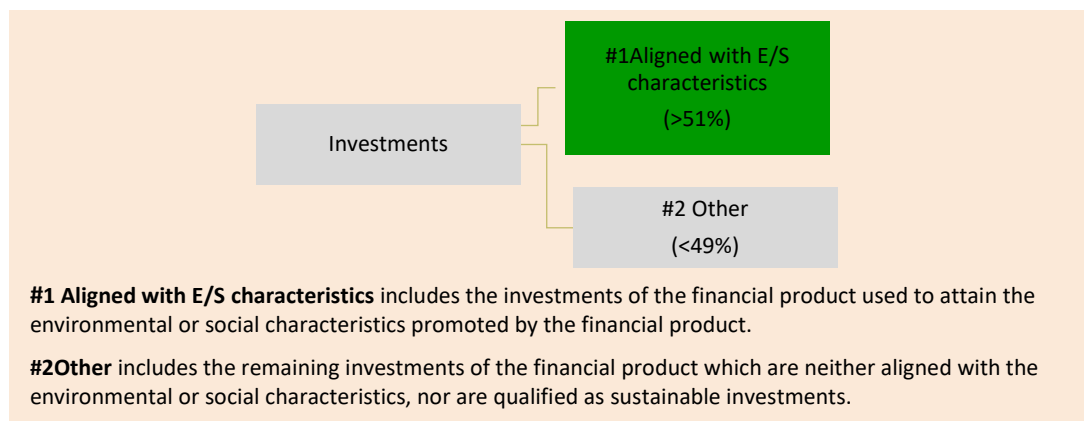 #1Aligned with E/S
characteristics
(>51%)
Investments
#2 Other
(<49%)
#1 Aligned with E/S characteristics includes the investments of the financial product used to attain the
environmental or social characteristics promoted by the financial product.
#2Other includes the remaining investments of the financial product which are neither aligned with the
environmental or social characteristics, nor are qualified as sustainable investments.